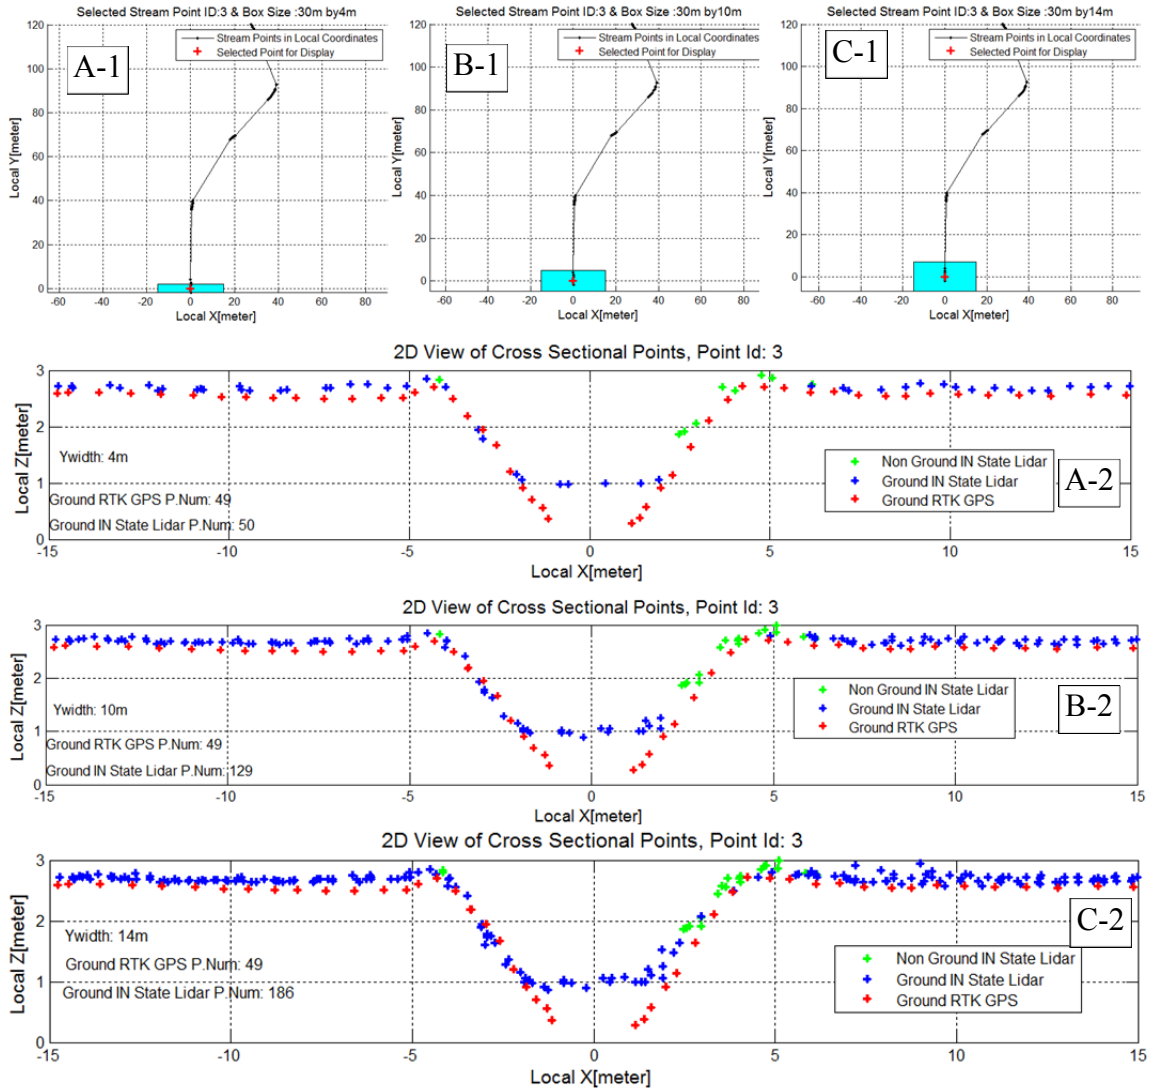 Selected Stream Point ID:3 & Box Size :30m by4m
Selected Stream Point ID:3 & Box Size :30m by10m
Selected Stream Point ID:3 & Box Size :30m by14m
A-1
Stream Points in Local Coordinates
Selected Point for Display
120
100
80
60
40
20
0
Local Y[meter]
-60 -40 -20 0 20 40 60 80
Local X[meter]
B-1
Stream Points in Local Coordinates
Selected Point for Display
120
100
80
60
40
20
0
Local Y[meter]
-60 -40 -20 0 20 40 60 80
Local X[meter]
C-1
Stream Points in Local Coordinates
Selected Point for Display
120
100
80
60
40
20
0
Local Y[meter]
-60 -40 -20 0 20 40 60 80
Local X[meter]
2D View of Cross Sectional Points, Point Id: 3
3
2
1
0
Local Z[meter]
Ywidth: 4m
Ground RTK GPS P.Num: 49
Ground IN State Lidar P.Num: 50
Non Ground IN State Lidar
Ground IN State Lidar
Ground RTK GPS
A-2
-15 -10 -5 0 5 10 15
Local X[meter]
2D View of Cross Sectional Points, Point Id: 3
3
2
1
0
Local Z[meter]
Ywidth: 10m
Ground RTK GPS P.Num: 49
Ground IN State Lidar P.Num: 129
Non Ground IN State Lidar
Ground IN State Lidar
Ground RTK GPS
B-2
-15 -10 -5 0 5 10 15
Local X[meter]
2D View of Cross Sectional Points, Point Id: 3
3
2
1
0
Local Z[meter]
Ywidth: 14m
Ground RTK GPS P.Num: 49
Ground IN State Lidar P.Num: 186
C-2
Non Ground IN State Lidar
Ground IN State Lidar
Ground RTK GPS
-15 -10 -5 0 5 10 15
Local X[meter]